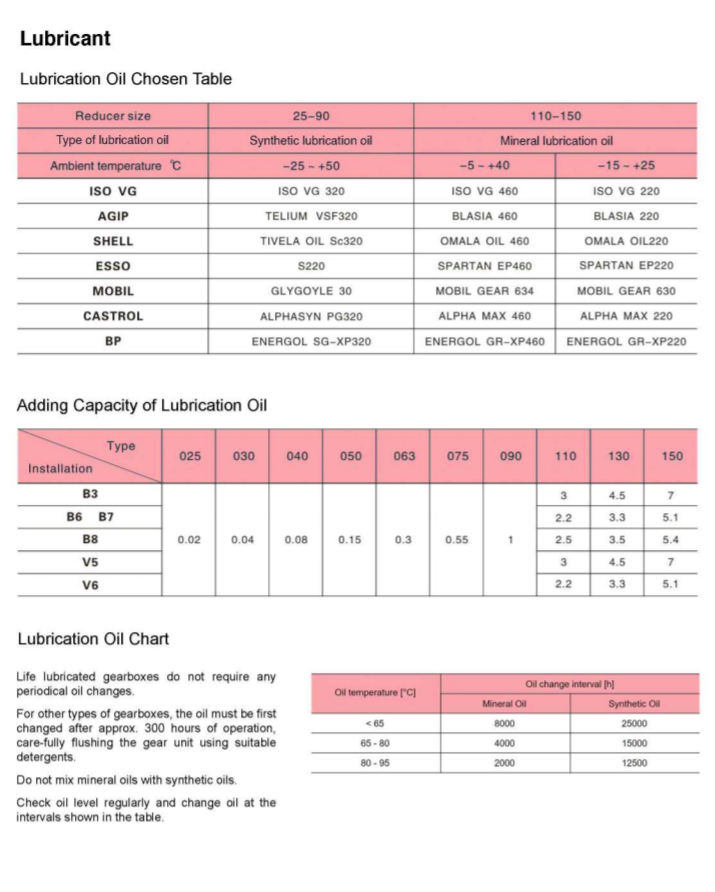 Lubricant
Lubrication Oil Chosen Table
Reducer size 25–90 110–150
Type of lubrication oil Synthetic lubrication oil Mineral lubrication oil
Ambient temperature ℃ –25 ~ +50 –5 ~ +40 –15 ~ +25
ISO VG ISO VG 320 ISO VG 460 ISO VG 220
AGIP TELIUM VSF320 BLASIA 460 BLASIA 220
SHELL TIVELA OIL Sc320 OMALA OIL 460 OMALA OIL220
ESSO S220 SPARTAN EP460 SPARTAN EP220
MOBIL GLYGOYLE 30 MOBIL GEAR 634 MOBIL GEAR 630
CASTROL ALPHASYN PG320 ALPHA MAX 460 ALPHA MAX 220
BP ENERGOL SG–XP320 ENERGOL GR–XP460 ENERGOL GR–XP220
Adding Capacity of Lubrication Oil
Type
Installation
025 030 040 050 063 075 090 110 130 150
B3 3 4.5 7
B6 B7 2.2 3.3 5.1
B8 0.02 0.04 0.08 0.15 0.3 0.55 1 2.5 3.5 5.4
V5 3 4.5 7
V6 2.2 3.3 5.1
Lubrication Oil Chart
Life lubricated gearboxes do not require any
periodical oil changes.
For other types of gearboxes, the oil must be first
changed after approx. 300 hours of operation,
care-fully flushing the gear unit using suitable
detergents.
Do not mix mineral oils with synthetic oils.
Check oil level regularly and change oil at the
intervals shown in the table.
Oil temperature [°C] Oil change interval [h]
Mineral Oil Synthetic Oil
< 65 8000 25000
65 - 80 4000 15000
80 - 95 2000 12500